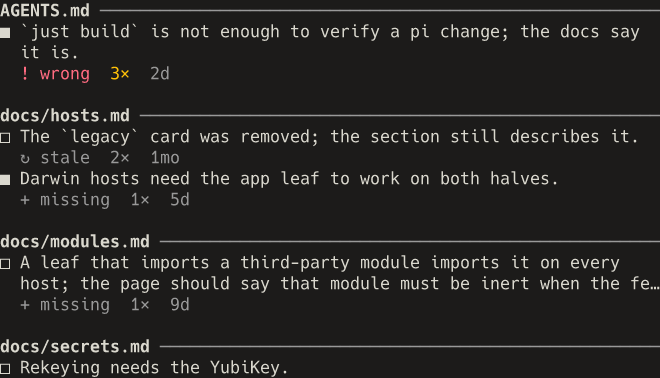 AGENTS.md
■ `just build` is not enough to verify a pi change; the docs say
it is.
! wrong  3×  2d
docs/hosts.md
□ The `legacy` card was removed; the section still describes it.
↻ stale  2×  1mo
■ Darwin hosts need the app leaf to work on both halves.
+ missing  1×  5d
docs/modules.md
□ A leaf that imports a third-party module imports it on every
host; the page should say that module must be inert when the fe…
+ missing  1×  9d
docs/secrets.md
□ Rekeying needs the YubiKey.